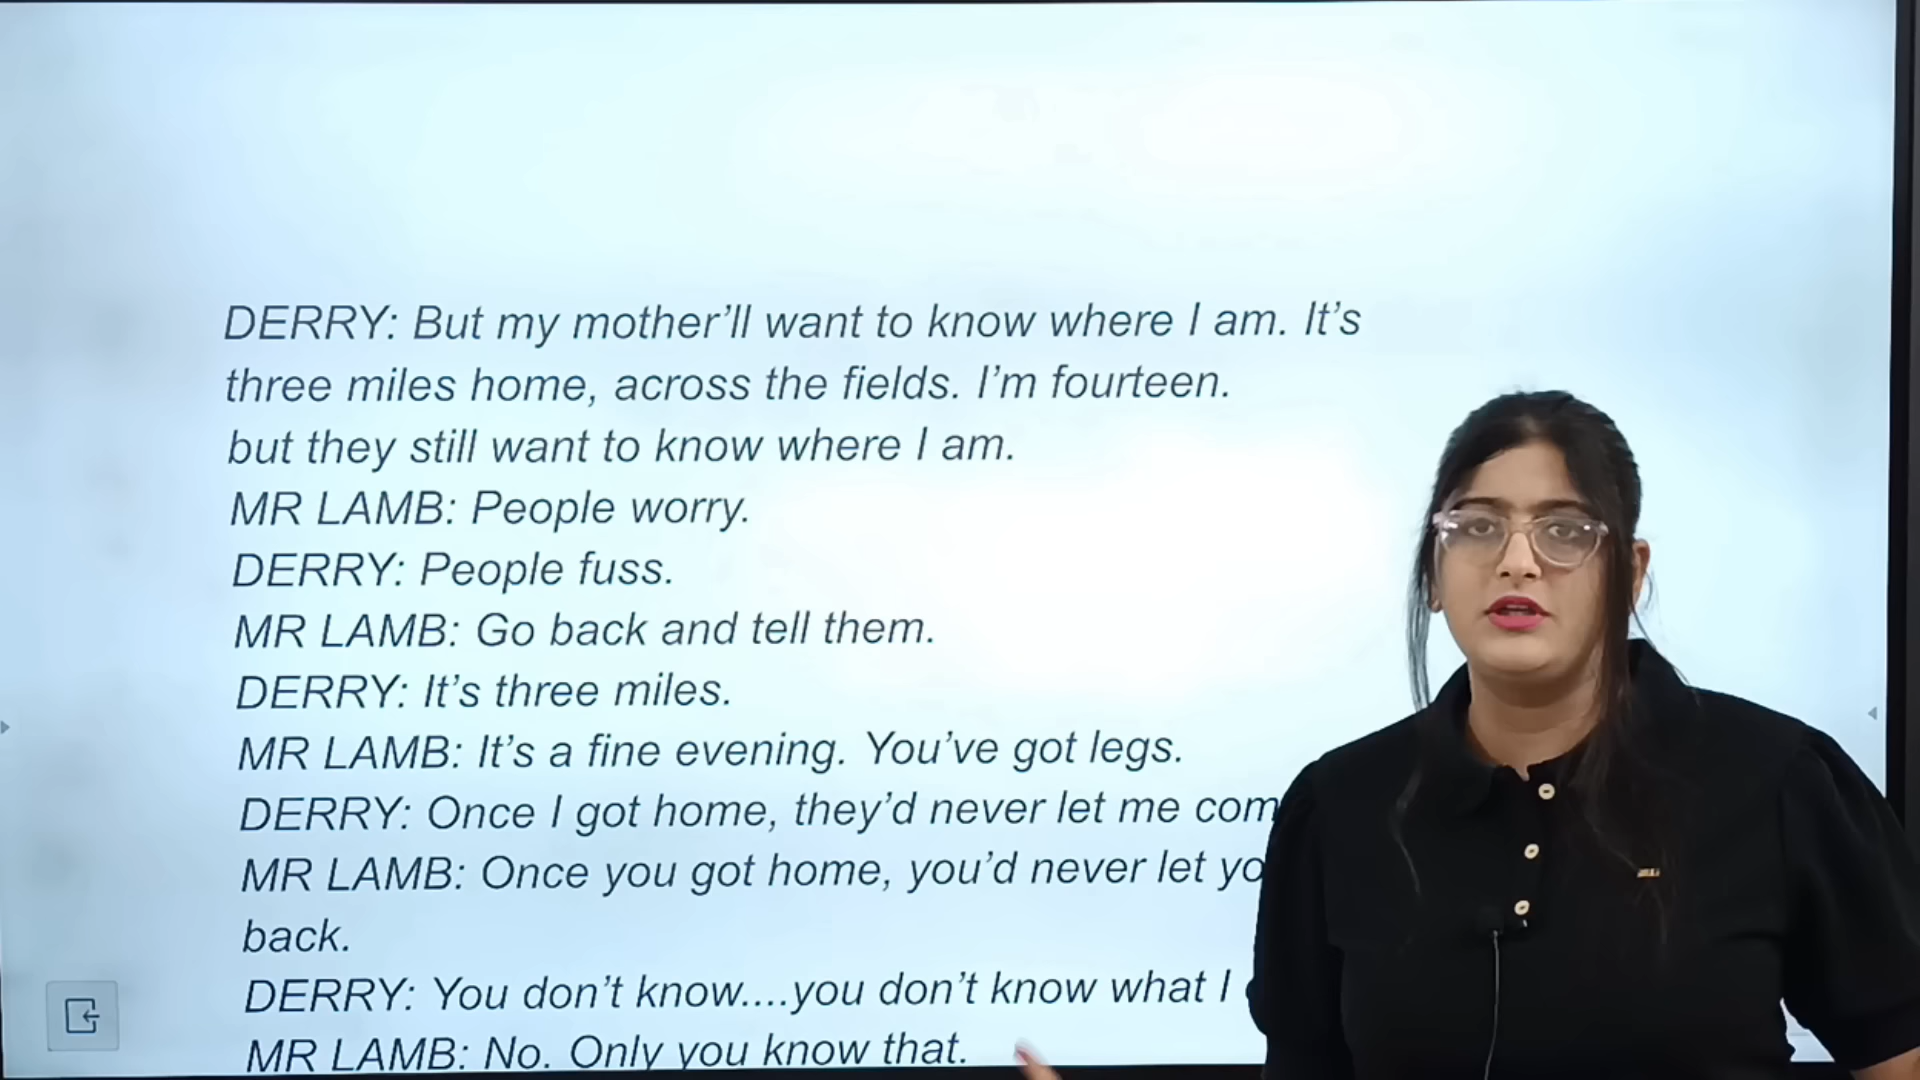 DERRY: But my mother’ll want to know where I am. It’s
three miles home, across the fields. I’m fourteen.
but they still want to know where I am.
MR LAMB: People worry.
DERRY: People fuss.
MR LAMB: Go back and tell them.
DERRY: It’s three miles.
MR LAMB: It’s a fine evening. You’ve got legs.
DERRY: Once I got home, they’d never let me
MR LAMB: Once you got home, you’d never let
back.
DERRY: You don’t know....you don’t know what I
MR LAMB: No. Only you know that.